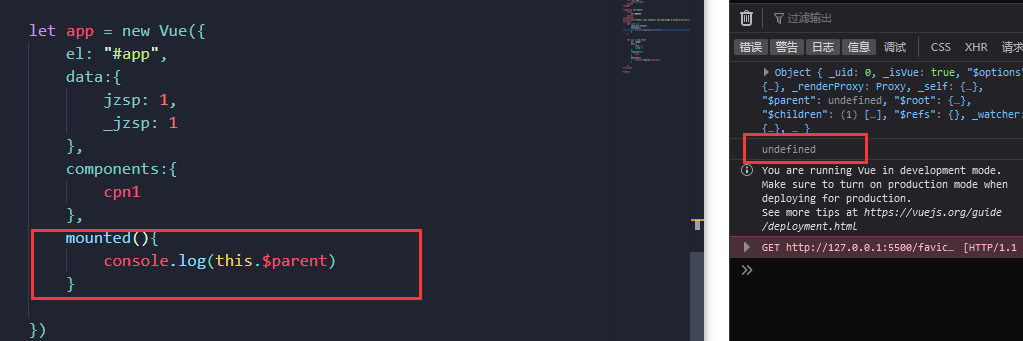 let app = new Vue({
el: "#app",
data:{
jzsp: 1,
_jzsp: 1
},
components:{
cpn1
},
mounted(){
console.log(this.$parent)
}
})
过滤输出
错误 警告 日志 信息 调试 CSS XHR 请求
Object { _uid: 0, _isVue: true, "$options"
{…}, _renderProxy: Proxy, _self: {…},
"$parent": undefined, "$root": {…},
"$children": (1) […], "$refs": {}, _watcher:
{…}, … }
undefined
You are running Vue in development mode.
Make sure to turn on production mode when
deploying for production.
See more tips at https://vuejs.org/guide
/deployment.html
GET http://127.0.0.1:5500/favic… [HTTP/1.1